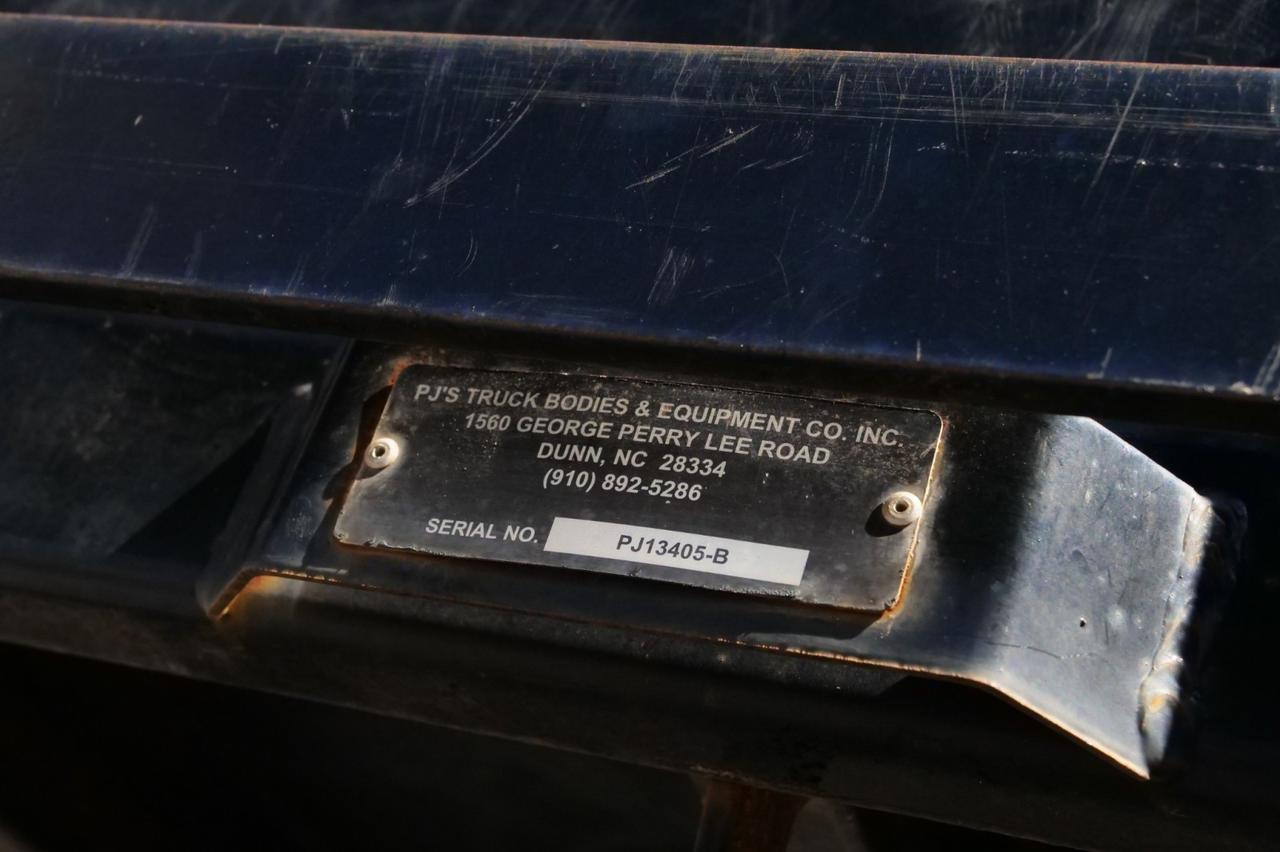 PJ'S TRUCK BODIES & EQUIPMENT CO. INC.
1560 GEORGE PERRY LEE ROAD
DUNN, NC 28334
(910) 892-5286
SERIAL NO. PJ13405-B